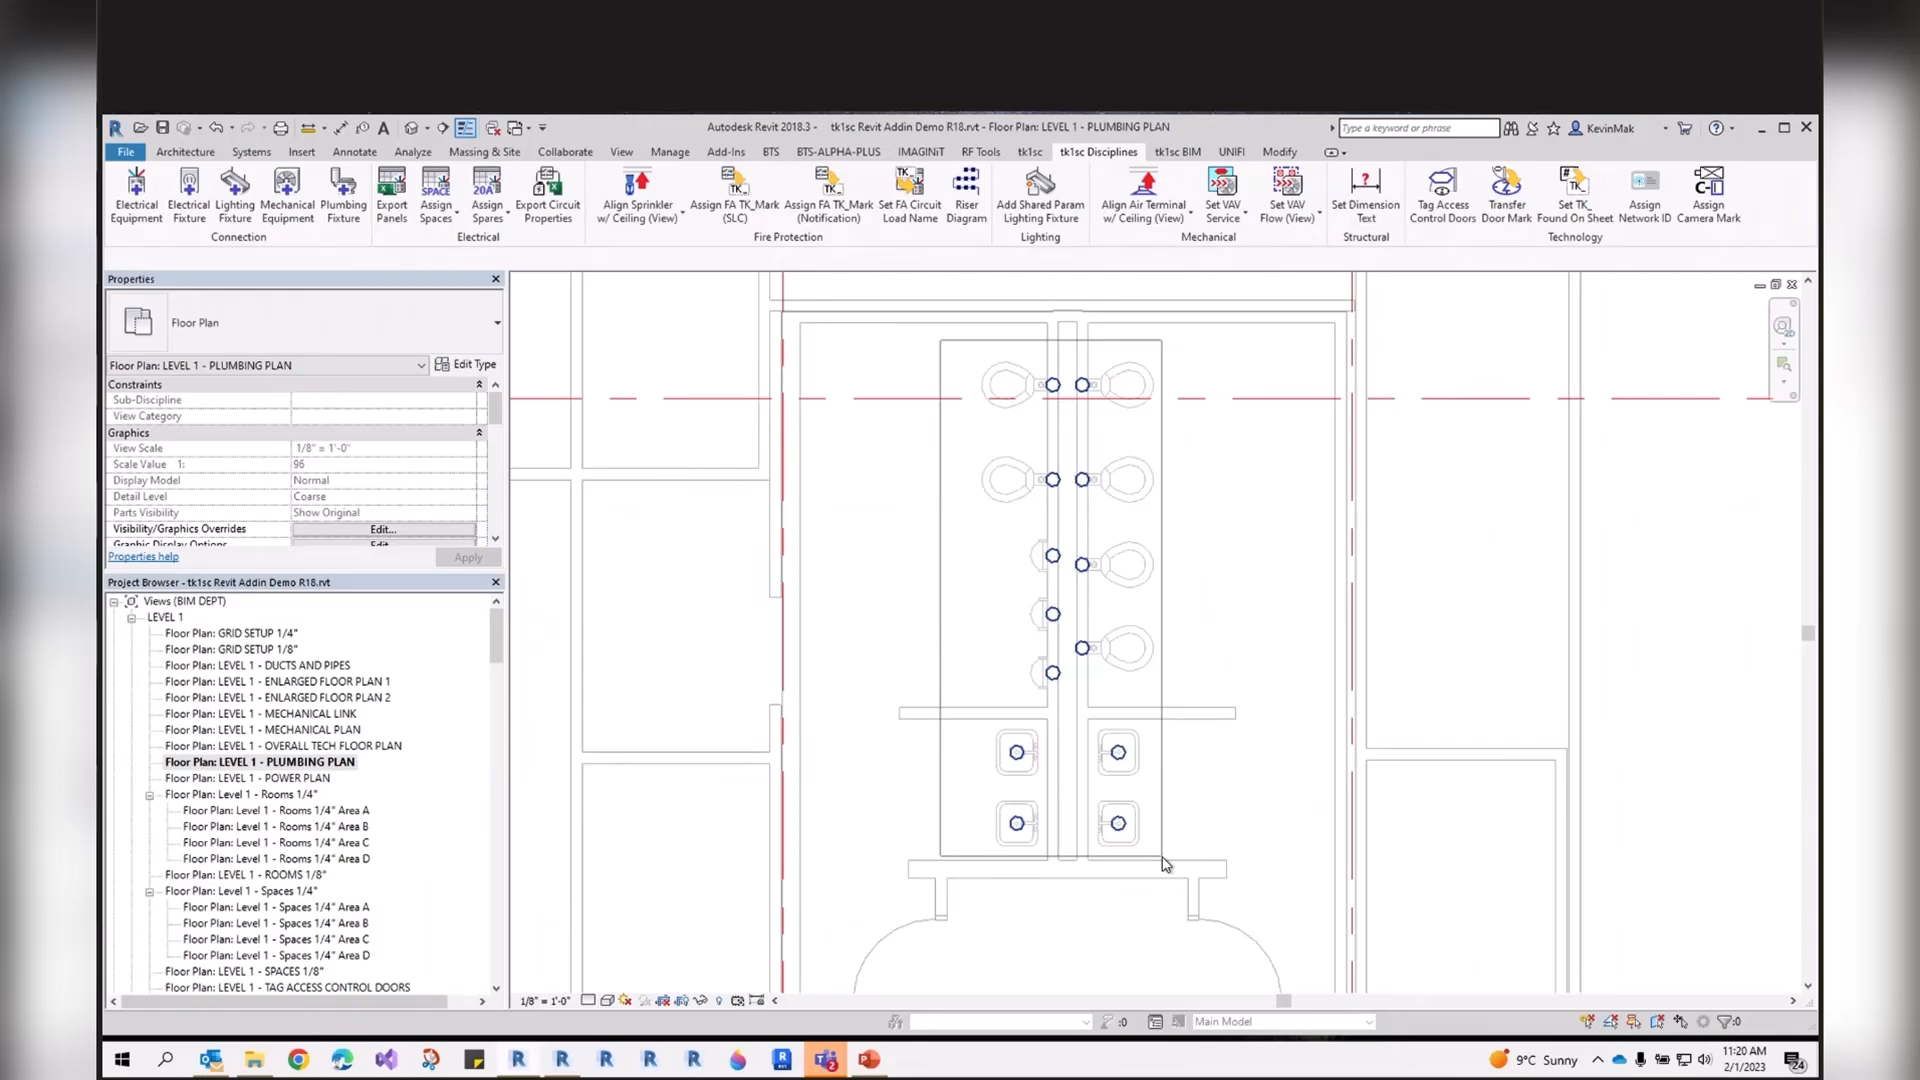 Autodesk Revit 2018.3 - tk1sc Revit Addin Demo R18.rvt - Floor Plan: LEVEL 1 - PLUMBING PLAN
Type a keyword or phrase
KevinMak
File Architecture Systems Insert Annotate Analyze Massing & Site Collaborate View Manage Add-Ins BTS BTS-ALPHA-PLUS IMAGINiT RF Tools tk1sc tk1sc Disciplines tk1sc BIM UNIFI Modify
Electrical Equipment
Electrical Fixture
Lighting Fixture
Mechanical Equipment
Plumbing Fixture
Connection
Export Panels
Assign Spaces
Assign Spares
Export Circuit Properties
Electrical
Align Sprinkler w/ Ceiling (View)
Assign FA TK_Mark (SLC)
Assign FA TK_Mark (Notification)
Set FA Circuit Load Name
Riser Diagram
Fire Protection
Add Shared Param Lighting Fixture
Lighting
Align Air Terminal w/ Ceiling (View)
Set VAV Service
Set VAV Flow (View)
Mechanical
Set Dimension Text
Structural
Tag Access Control Doors
Transfer Door Mark
Set TK_ Found On Sheet
Assign Network ID
Assign Camera Mark
Technology
Properties
Floor Plan
Floor Plan: LEVEL 1 - PLUMBING PLAN
Edit Type
Constraints
Sub-Discipline
View Category
Graphics
View Scale 1/8" = 1'-0"
Scale Value 1: 96
Display Model Normal
Detail Level Coarse
Parts Visibility Show Original
Visibility/Graphics Overrides Edit...
Graphic Display Options Edit...
Properties help
Apply
Project Browser - tk1sc Revit Addin Demo R18.rvt
Views (BIM DEPT)
LEVEL 1
Floor Plan: GRID SETUP 1/4"
Floor Plan: GRID SETUP 1/8"
Floor Plan: LEVEL 1 - DUCTS AND PIPES
Floor Plan: LEVEL 1 - ENLARGED FLOOR PLAN 1
Floor Plan: LEVEL 1 - ENLARGED FLOOR PLAN 2
Floor Plan: LEVEL 1 - MECHANICAL LINK
Floor Plan: LEVEL 1 - MECHANICAL PLAN
Floor Plan: LEVEL 1 - OVERALL TECH FLOOR PLAN
Floor Plan: LEVEL 1 - PLUMBING PLAN
Floor Plan: LEVEL 1 - POWER PLAN
Floor Plan: Level 1 - Rooms 1/4"
Floor Plan: Level 1 - Rooms 1/4" Area A
Floor Plan: Level 1 - Rooms 1/4" Area B
Floor Plan: Level 1 - Rooms 1/4" Area C
Floor Plan: Level 1 - Rooms 1/4" Area D
Floor Plan: LEVEL 1 - ROOMS 1/8"
Floor Plan: Level 1 - Spaces 1/4"
Floor Plan: Level 1 - Spaces 1/4" Area A
Floor Plan: Level 1 - Spaces 1/4" Area B
Floor Plan: Level 1 - Spaces 1/4" Area C
Floor Plan: Level 1 - Spaces 1/4" Area D
Floor Plan: LEVEL 1 - SPACES 1/8"
Floor Plan: LEVEL 1 - TAG ACCESS CONTROL DOORS
1/8" = 1'-0"
:0
Main Model
:0
9°C Sunny
11:20 AM
2/1/2023
24